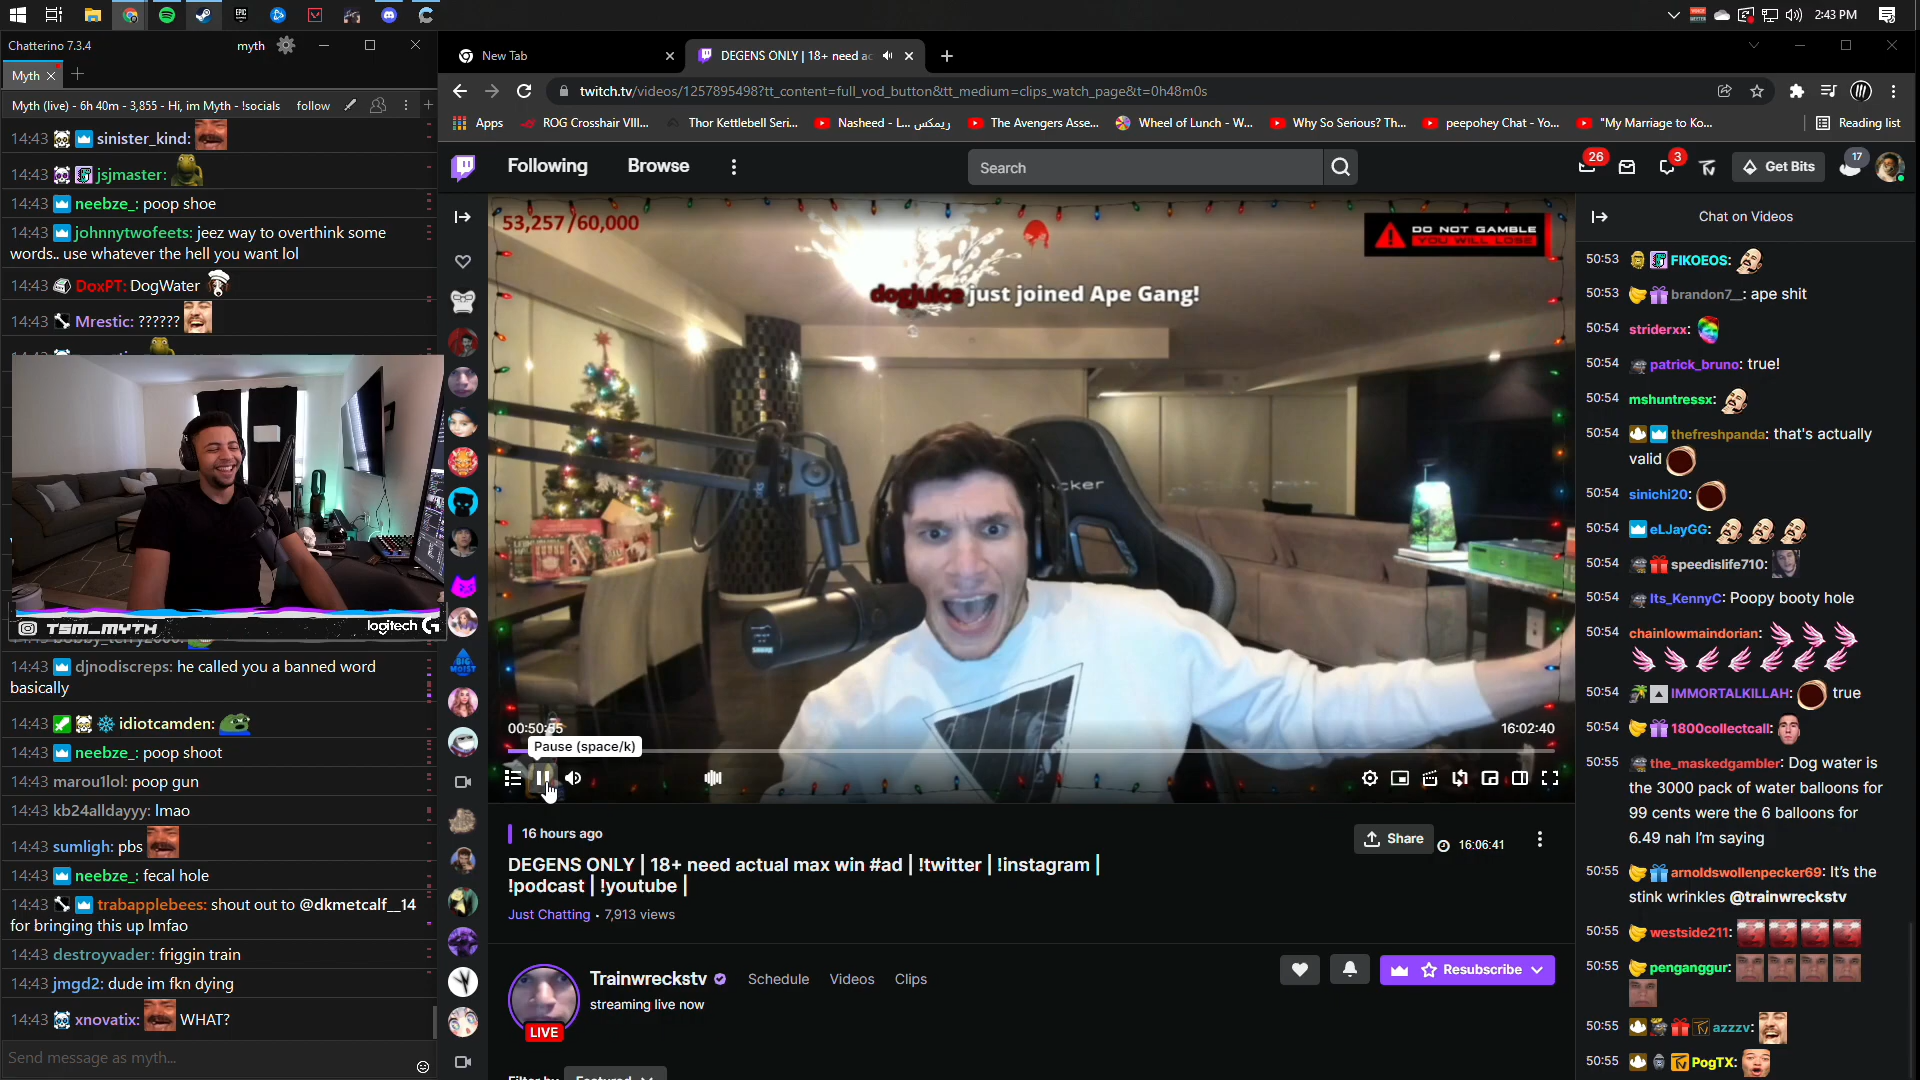 2:43 PM
Chatterino 7.3.4
myth
Myth
Myth (live) - 6h 40m - 3,855 - Hi, im Myth - !socials
follow
14:43 sinister_kind:
14:43 jsjmaster:
14:43 neebze_: poop shoe
14:43 johnnytwofeets: jeez way to overthink some
words.. use whatever the hell you want lol
14:43 DoxPT: DogWater
14:43 Mrestic: ??????
TSM_MYTH
logitech G
14:43 djnodiscreps: he called you a banned word
basically
14:43 idiotcamden:
14:43 neebze_: poop shoot
14:43 marou1lol: poop gun
14:43 kb24alldayyy: lmao
14:43 sumligh: pbs
14:43 neebze_: fecal hole
14:43 trabapplebees: shout out to @dkmetcalf__14
for bringing this up lmfao
14:43 destroyvader: friggin train
14:43 jmgd2: dude im fkn dying
14:43 xnovatix: WHAT?
Send message as myth...
New Tab
DEGENS ONLY | 18+ need ac
twitch.tv/videos/1257895498?tt_content=full_vod_button&tt_medium=clips_watch_page&t=0h48m0s
Apps
ROG Crosshair VIII...
Thor Kettlebell Seri...
Nasheed - L... ريمكس
The Avengers Asse...
Wheel of Lunch - W...
Why So Serious? Th...
peepohey Chat - Yo...
"My Marriage to Ko...
Reading list
Following
Browse
Search
26
3
Get Bits
17
53,257/60,000
DO NOT GAMBLE
YOU WILL LOSE
dogjuice just joined Ape Gang!
00:50:55
16:02:40
Pause (space/k)
16 hours ago
Share
16:06:41
DEGENS ONLY | 18+ need actual max win #ad | !twitter | !instagram |
!podcast | !youtube |
Just Chatting • 7,913 views
Trainwreckstv
Schedule
Videos
Clips
streaming live now
LIVE
Resubscribe
Filter by
Featured
Chat on Videos
50:53 FIKOEOS:
50:53 brandon7__: ape shit
50:54 striderxx:
50:54 patrick_bruno: true!
50:54 mshuntressx:
50:54 thefreshpanda: that's actually
valid
50:54 sinichi20:
50:54 eLJayGG:
50:54 speedislife710:
50:54 Its_KennyC: Poopy booty hole
50:54 chainlowmaindorian:
50:54 IMMORTALKILLAH: true
50:54 1800collectcall:
50:55 the_maskedgambler: Dog water is
the 3000 pack of water balloons for
99 cents were the 6 balloons for
6.49 nah I'm saying
50:55 arnoldswollenpecker69: It's the
stink wrinkles @trainwreckstv
50:55 westside211:
50:55 penganggur:
50:55 azzzv:
50:55 PogTX: